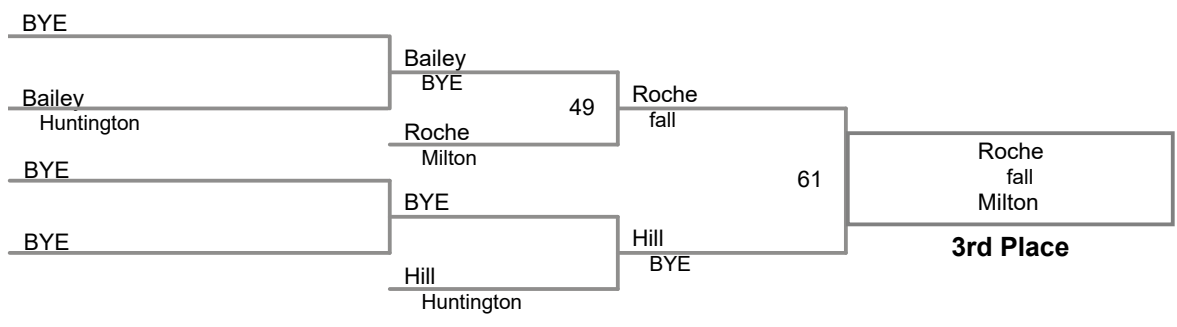 BYE
Bailey
Huntington
BYE
BYE
Bailey
BYE
49
Roche
Milton
BYE
Hill
Huntington
Roche
fall
61
Hill
BYE
Roche
fall
Milton
3rd Place